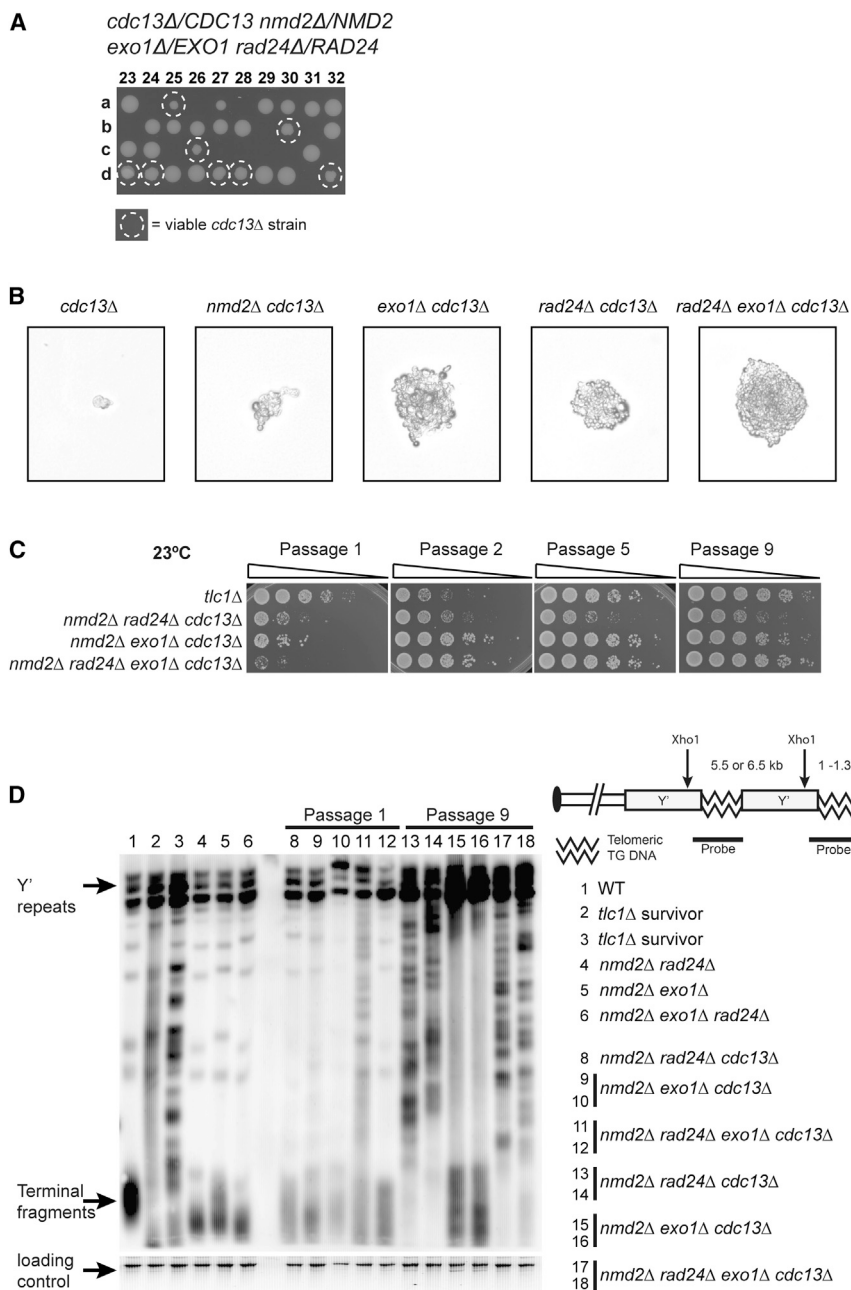 A
cdc13Δ/CDC13 nmd2Δ/NMD2
exo1Δ/EXO1 rad24Δ/RAD24
23 24 25 26 27 28 29 30 31 32
a
b
c
d
= viable cdc13Δ strain
B
cdc13Δ
nmd2Δ cdc13Δ
exo1Δ cdc13Δ
rad24Δ cdc13Δ
rad24Δ exo1Δ cdc13Δ
C
23ºC
Passage 1
Passage 2
Passage 5
Passage 9
tlc1Δ
nmd2Δ rad24Δ cdc13Δ
nmd2Δ exo1Δ cdc13Δ
nmd2Δ rad24Δ exo1Δ cdc13Δ
D
Passage 1
Passage 9
1 2 3 4 5 6 8 9 10 11 12 13 14 15 16 17 18
Y'
repeats
Terminal
fragments
loading
control
Xho1
Xho1
5.5 or 6.5 kb
1 -1.3
Y'
Y'
Telomeric
TG DNA
Probe
Probe
1 WT
2 tlc1Δ survivor
3 tlc1Δ survivor
4 nmd2Δ rad24Δ
5 nmd2Δ exo1Δ
6 nmd2Δ exo1Δ rad24Δ
8 nmd2Δ rad24Δ cdc13Δ
9
10
nmd2Δ exo1Δ cdc13Δ
11
12
nmd2Δ rad24Δ exo1Δ cdc13Δ
13
14
nmd2Δ rad24Δ cdc13Δ
15
16
nmd2Δ exo1Δ cdc13Δ
17
18
nmd2Δ rad24Δ exo1Δ cdc13Δ